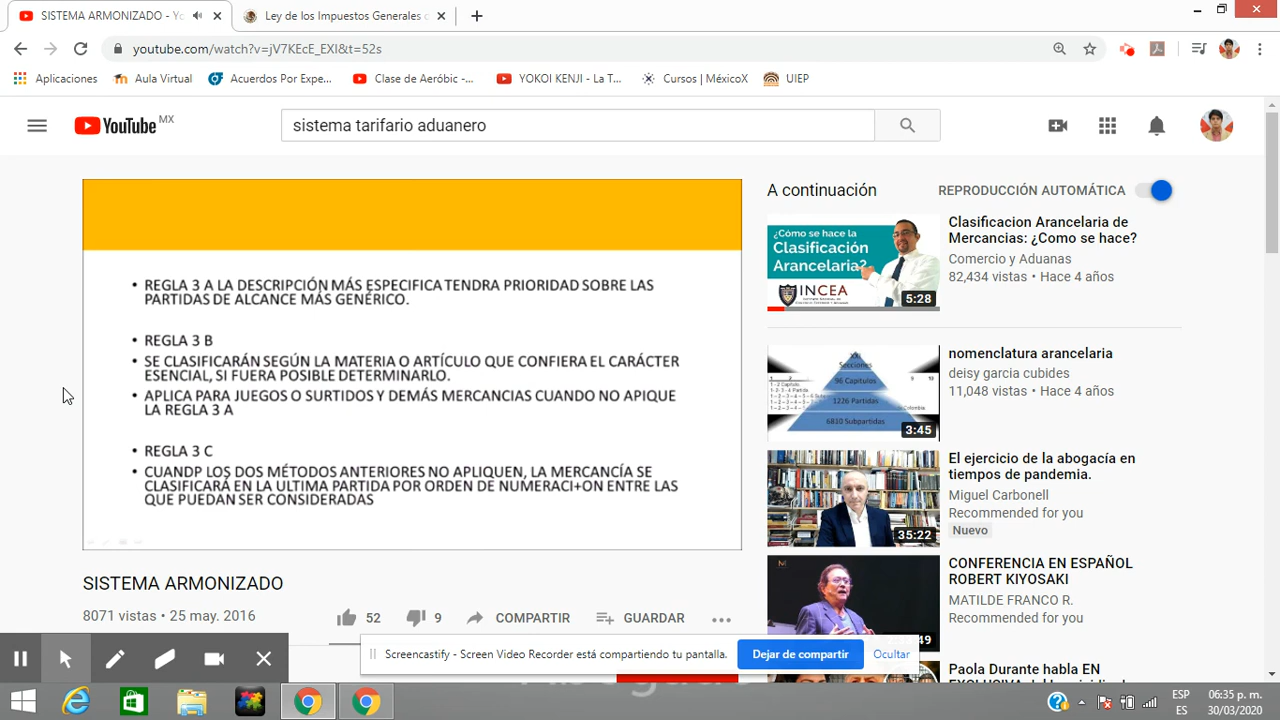 SISTEMA ARMONIZADO - Yo
Ley de los Impuestos Generales
youtube.com/watch?v=jV7KEcE_EXI&t=52s
Aplicaciones
Aula Virtual
Acuerdos Por Expe...
Clase de Aeróbic -...
YOKOI KENJI - La T...
Cursos | MéxicoX
UIEP
YouTube MX
sistema tarifario aduanero
REGLA 3 A LA DESCRIPCIÓN MÁS ESPECIFICA TENDRA PRIORIDAD SOBRE LAS
PARTIDAS DE ALCANCE MÁS GENÉRICO.
REGLA 3 B
SE CLASIFICARÁN SEGÚN LA MATERIA O ARTÍCULO QUE CONFIERA EL CARÁCTER
ESENCIAL, SI FUERA POSIBLE DETERMINARLO.
APLICA PARA JUEGOS O SURTIDOS Y DEMÁS MERCANCIAS CUANDO NO APIQUE
LA REGLA 3 A
REGLA 3 C
CUANDP LOS DOS MÉTODOS ANTERIORES NO APLIQUEN, LA MERCANCÍA SE
CLASIFICARÁ EN LA ULTIMA PARTIDA POR ORDEN DE NUMERACI+ON ENTRE LAS
QUE PUEDAN SER CONSIDERADAS
SISTEMA ARMONIZADO
8071 vistas • 25 may. 2016
52
9
COMPARTIR
GUARDAR
A continuación
REPRODUCCIÓN AUTOMÁTICA
¿Cómo se hace la
Clasificación
Arancelaria?
INCEA
5:28
Clasificacion Arancelaria de
Mercancias: ¿Como se hace?
Comercio y Aduanas
82,434 vistas • Hace 4 años
XXI
Secciones
96 Capítulos
1226 Partidas
6830 Subpartidas
3:45
nomenclatura arancelaria
deisy garcia cubides
11,048 vistas • Hace 4 años
35:22
El ejercicio de la abogacía en
tiempos de pandemia.
Miguel Carbonell
Recommended for you
Nuevo
CONFERENCIA EN ESPAÑOL
ROBERT KIYOSAKI
MATILDE FRANCO R.
Recommended for you
Paola Durante habla EN
Screencastify - Screen Video Recorder está compartiendo tu pantalla.
Dejar de compartir
Ocultar
ESP
ES
06:35 p. m.
30/03/2020